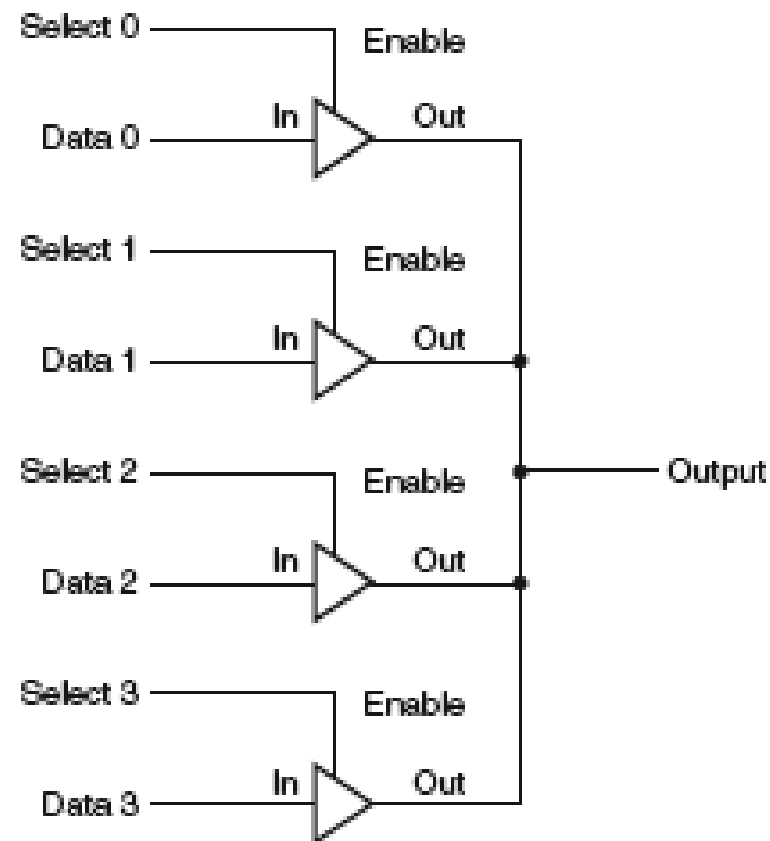 Select 0
Enable
In
Out
Data 0
Select 1
Enable
In
Out
Data 1
Select 2
Output
Enable
In
Out
Data 2
Select 3
Enable
In
Out
Data 3